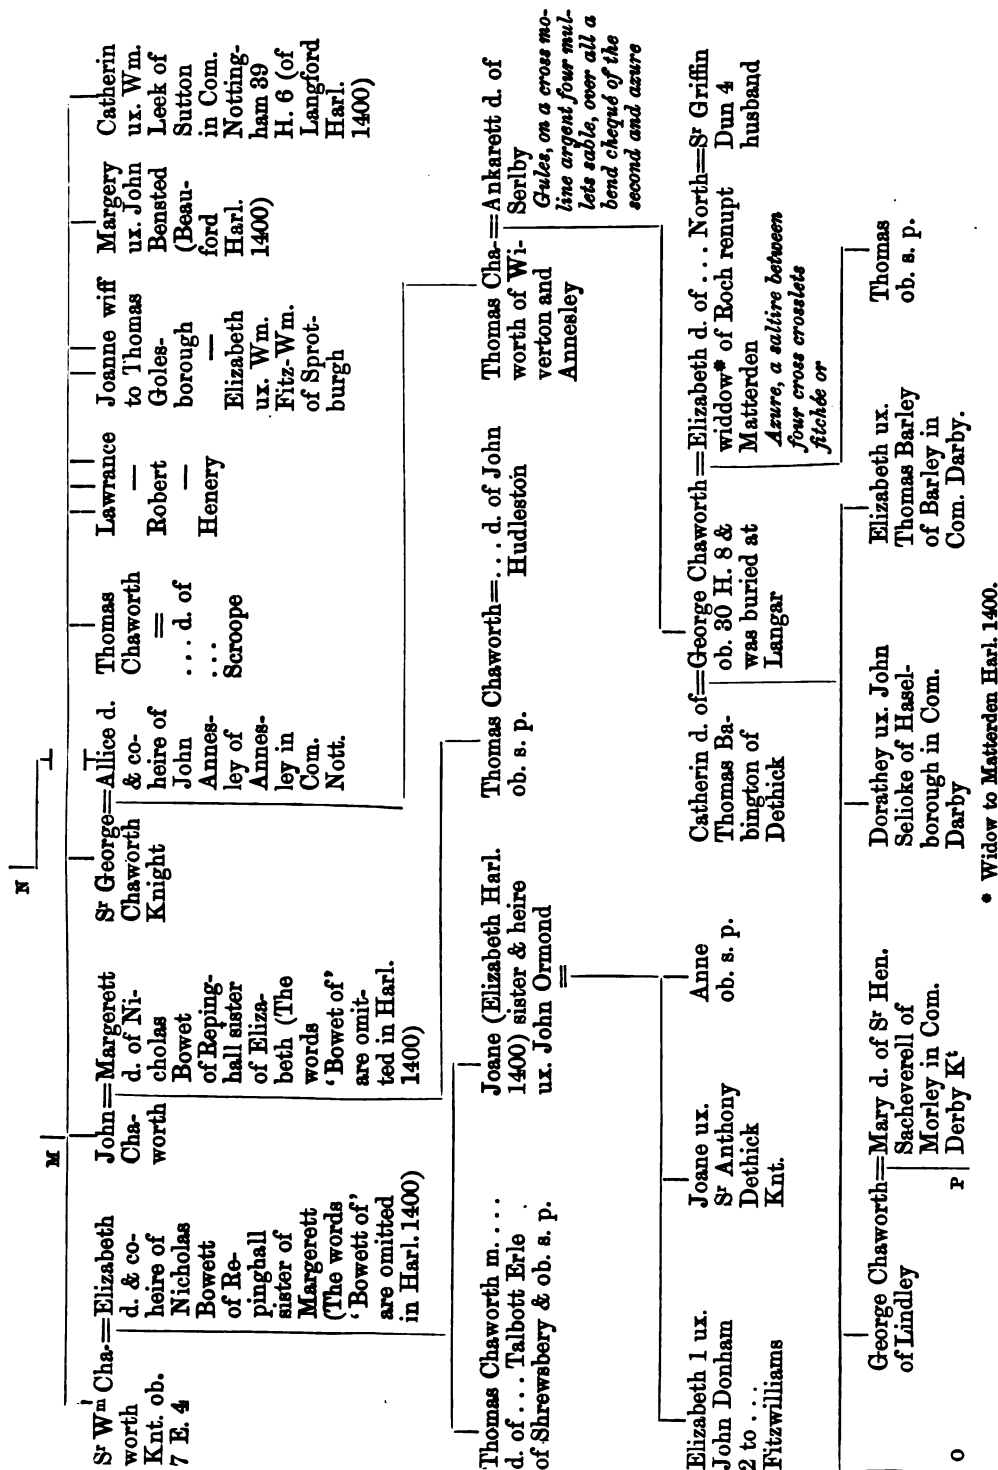 M
N
Sr Wm Cha-=Elizabeth
worth
Knt. ob.
7 E. 4
d. & co-
heire of
Nicholas
Bowett
of Re-
pinghall
sister of
Margerett
(The words
‘Bowett of’
are omitted
in Harl. 1400)
John=Margerett
Cha-
worth
d. of Ni-
cholas
Bowet
of Reping-
hall sister
of Eliza-
beth (The
words
‘Bowet of’
are omit-
ted in Harl.
1400)
Sr George=Allice d.
Chaworth
Knight
& co-
heire of
John
Annes-
ley of
Annes-
ley in
Com.
Nott.
Thomas
Chaworth
=
... d. of
...
Scroope
Lawrance
—
Robert
—
Henery
Joanne wiff
to Thomas
Goles-
borough
—
Elizabeth
ux. Wm.
Fitz-Wm.
of Sprot-
burgh
Margery
ux. John
Bensted
(Beau-
ford
Harl.
1400)
Catherin
ux. Wm.
Leek of
Sutton
in Com.
Notting-
ham 39
H. 6 (of
Langford
Harl.
1400)
Thomas Chaworth m. ....
d. of ... Talbott Erle
of Shrewsbery & ob. s. p.
Joane (Elizabeth Harl.
1400) sister & heire
ux. John Ormond
=
Thomas Chaworth=... d. of John
ob. s. p.
Hudleston
Thomas Cha-=Ankarett d. of
worth of Wi-
verton and
Annesley
Serlby
Gules, on a cross mo-
line argent four mul-
lets sable, over all a
bend chequé of the
second and azure
Elizabeth 1 ux.
John Donham
2 to ...
Fitzwilliams
Joane ux.
Sr Anthony
Dethick
Knt.
Anne
ob. s. p.
Catherin d. of=George Chaworth=Elizabeth d. of ... North=Sr Griffin
Thomas Ba-
bington of
Dethick
ob. 30 H. 8 &
was buried at
Langar
widdow* of Roch renupt
Matterden
Azure, a saltire between
four cross crosslets
fitchée or
Dun 4
husband
O
George Chaworth=Mary d. of Sr Hen.
of Lindley
Sacheverell of
Morley in Com.
Derby Kt
P
Dorathey ux. John
Selioke of Hasel-
borough in Com.
Darby
Elizabeth ux.
Thomas Barley
of Barley in
Com. Darby.
Thomas
ob. s. p.
* Widow to Matterden Harl. 1400.